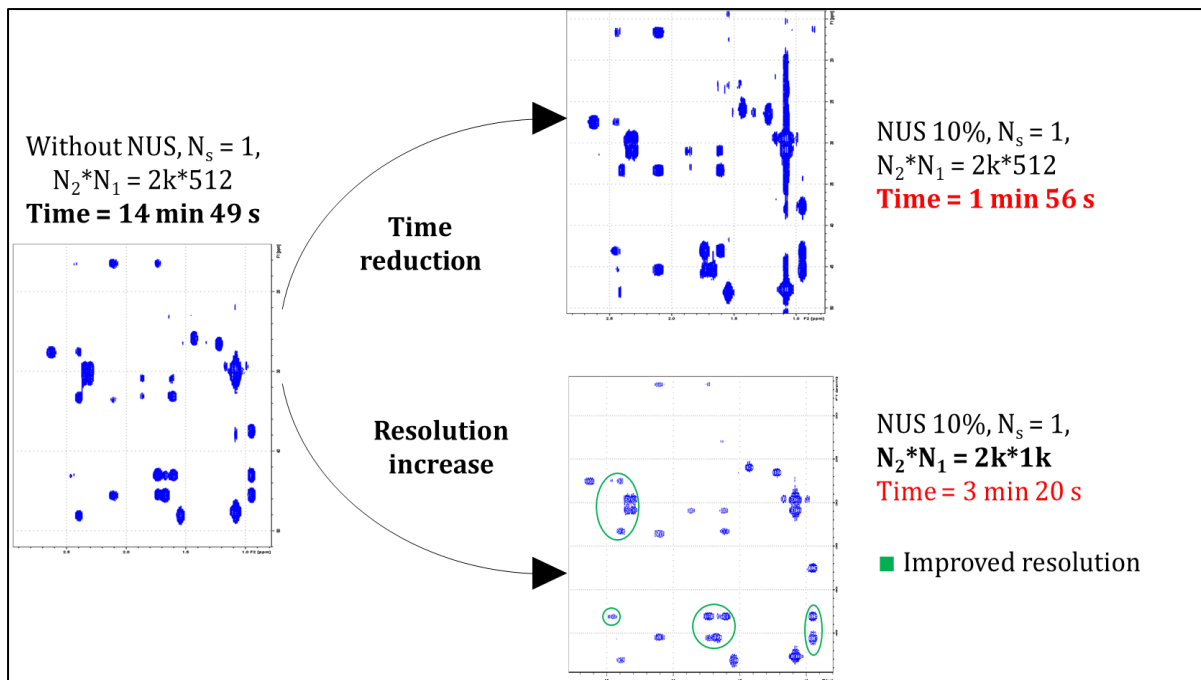 Without NUS, Nₛ = 1,
N₂*N₁ = 2k*512
Time = 14 min 49 s
Time
reduction
NUS 10%, Nₛ = 1,
N₂*N₁ = 2k*512
Time = 1 min 56 s
Resolution
increase
NUS 10%, Nₛ = 1,
N₂*N₁ = 2k*1k
Time = 3 min 20 s
Improved resolution